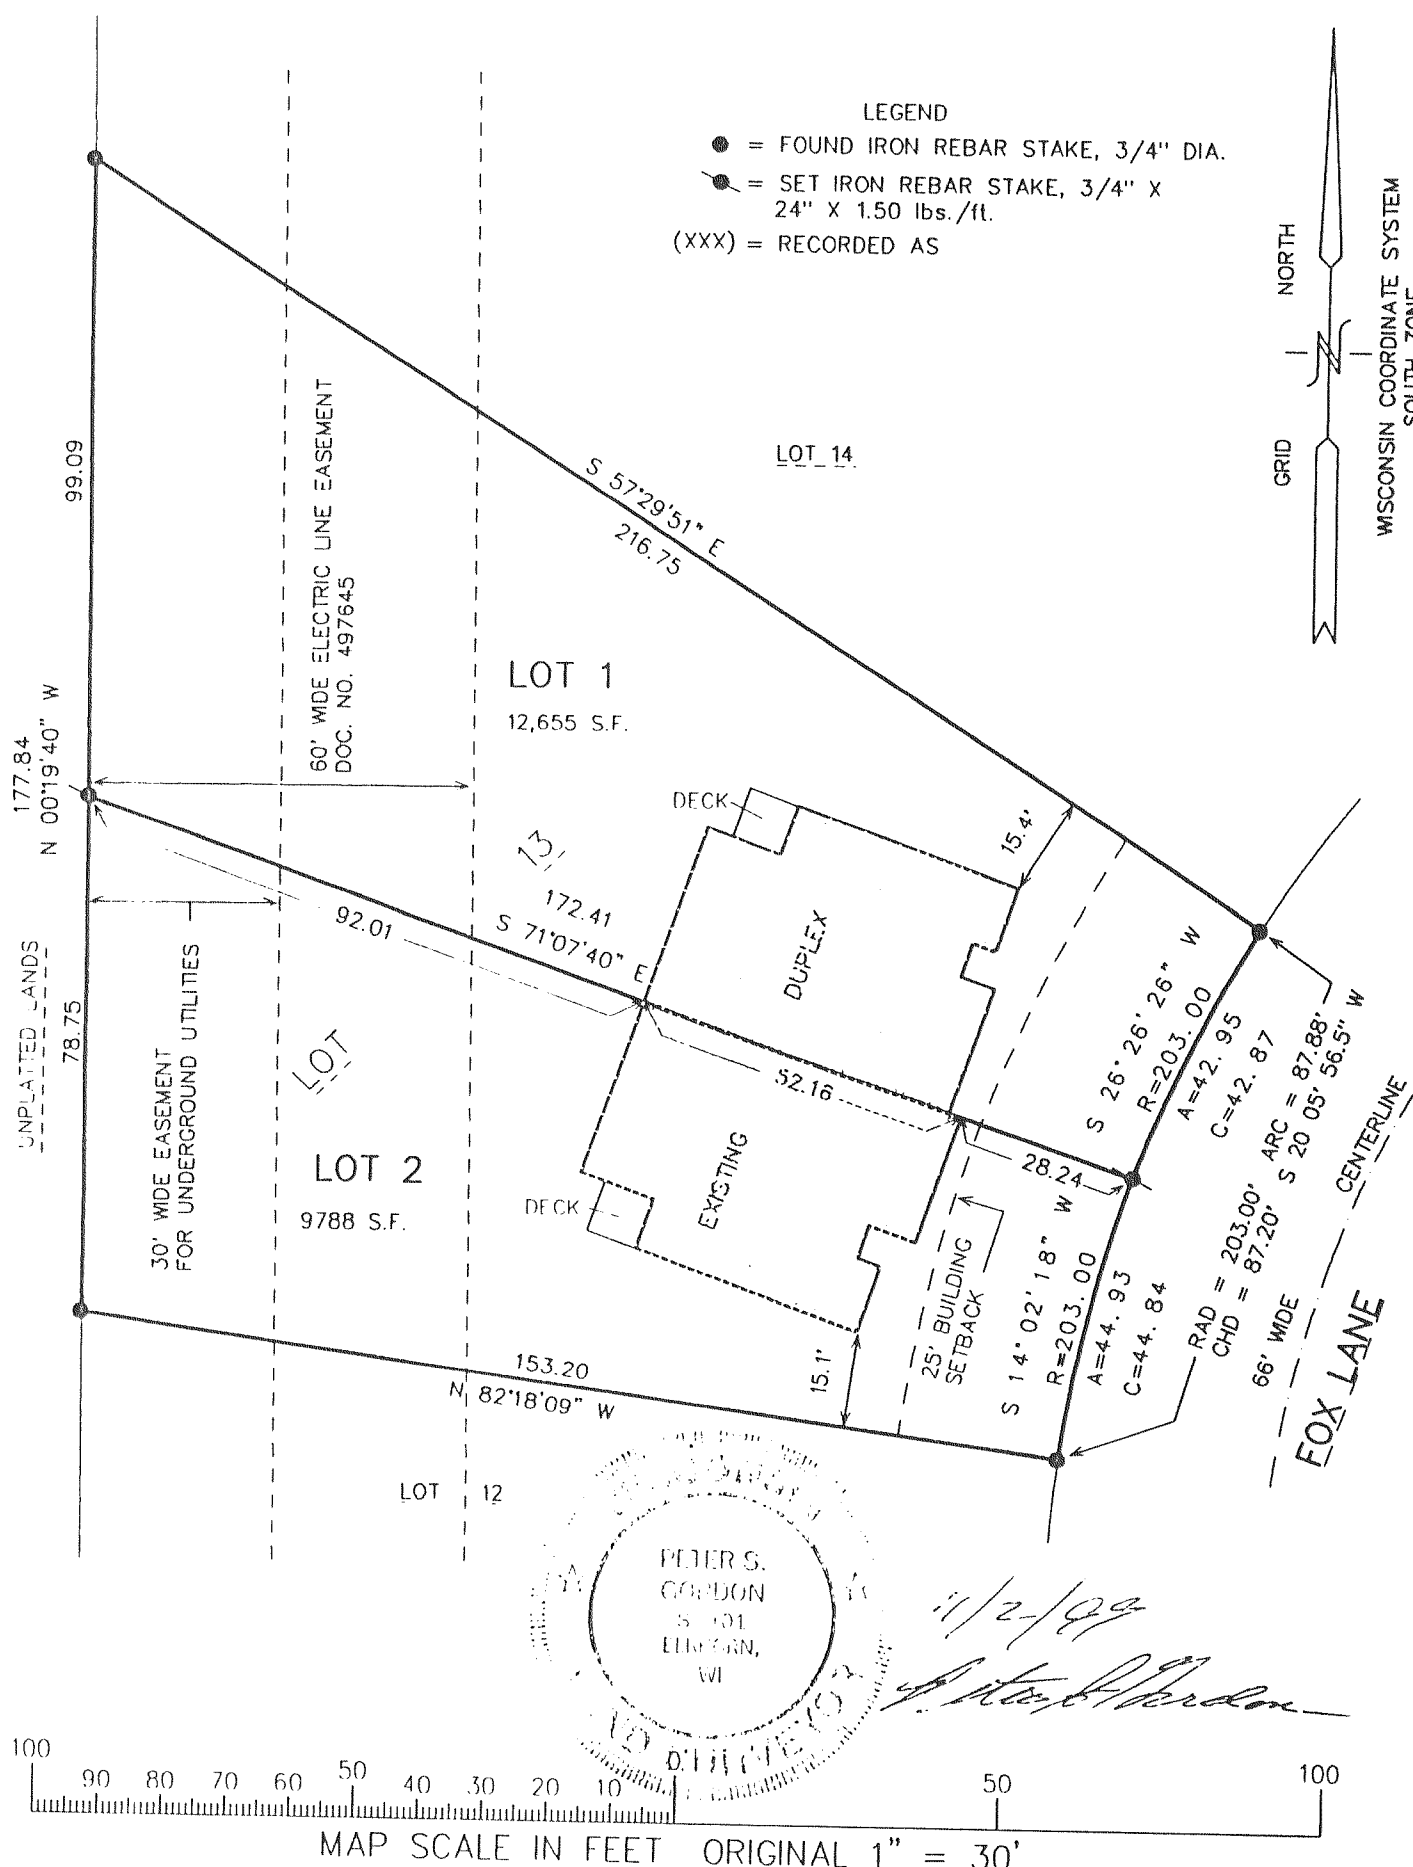 LEGEND
= FOUND IRON REBAR STAKE, 3/4" DIA.
= SET IRON REBAR STAKE, 3/4" X
24" X 1.50 lbs./ft.
(XXX) = RECORDED AS
GRID NORTH
WISCONSIN COORDINATE SYSTEM
SOUTH ZONE
LOT 14
S 57°29'51" E
216.75
99.09
60' WIDE ELECTRIC LINE EASEMENT
DOC. NO. 497645
LOT 1
12,655 S.F.
177.84
N 00°19'40" W
DECK
15.4'
LOT 13
172.41
S 71°07'40" E
92.01
EXISTING DUPLEX
52.16
28.24
UNPLATTED LANDS
78.75
30' WIDE EASEMENT
FOR UNDERGROUND UTILITIES
LOT 2
9788 S.F.
DECK
S 26°26'26" W
R=203.00
A=42.95
C=42.87
RAD = 203.00' ARC = 87.88'
CHD = 87.20' S 20 05' 56.5" W
CENTERLINE
66' WIDE
FOX LANE
25' BUILDING
SETBACK
S 14°02'18" W
R=203.00
A=44.93
C=44.84
15.1'
153.20
N 82°18'09" W
LOT 12
PETER S.
GORDON
ELKHORN,
WI
11/2/99
Peter S Gordon
100 90 80 70 60 50 40 30 20 10 50 100
MAP SCALE IN FEET ORIGINAL 1" = 30'